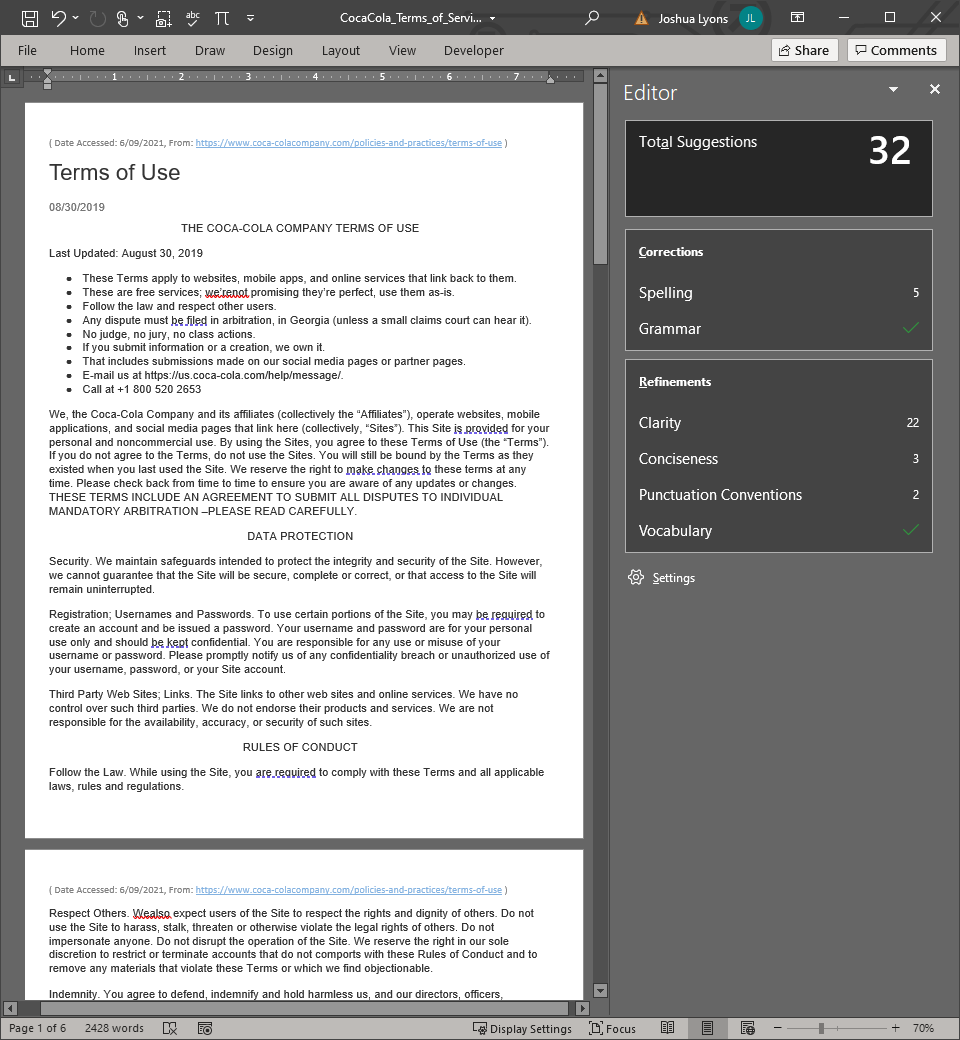 abc
CocaCola_Terms_of_Servi...
Joshua Lyons
JL
File Home Insert Draw Design Layout View Developer
Share
Comments
1 2 3 4 5 6 7
( Date Accessed: 6/09/2021, From: https://www.coca-colacompany.com/policies-and-practices/terms-of-use )
Terms of Use
08/30/2019
THE COCA-COLA COMPANY TERMS OF USE
Last Updated: August 30, 2019
• These Terms apply to websites, mobile apps, and online services that link back to them.
• These are free services; we'renot promising they're perfect, use them as-is.
• Follow the law and respect other users.
• Any dispute must be filed in arbitration, in Georgia (unless a small claims court can hear it).
• No judge, no jury, no class actions.
• If you submit information or a creation, we own it.
• That includes submissions made on our social media pages or partner pages.
• E-mail us at https://us.coca-cola.com/help/message/.
• Call at +1 800 520 2653
We, the Coca-Cola Company and its affiliates (collectively the “Affiliates”), operate websites, mobile
applications, and social media pages that link here (collectively, “Sites”). This Site is provided for your
personal and noncommercial use. By using the Sites, you agree to these Terms of Use (the “Terms”).
If you do not agree to the Terms, do not use the Sites. You will still be bound by the Terms as they
existed when you last used the Site. We reserve the right to make changes to these terms at any
time. Please check back from time to time to ensure you are aware of any updates or changes.
THESE TERMS INCLUDE AN AGREEMENT TO SUBMIT ALL DISPUTES TO INDIVIDUAL
MANDATORY ARBITRATION –PLEASE READ CAREFULLY.
DATA PROTECTION
Security. We maintain safeguards intended to protect the integrity and security of the Site. However,
we cannot guarantee that the Site will be secure, complete or correct, or that access to the Site will
remain uninterrupted.
Registration; Usernames and Passwords. To use certain portions of the Site, you may be required to
create an account and be issued a password. Your username and password are for your personal
use only and should be kept confidential. You are responsible for any use or misuse of your
username or password. Please promptly notify us of any confidentiality breach or unauthorized use of
your username, password, or your Site account.
Third Party Web Sites; Links. The Site links to other web sites and online services. We have no
control over such third parties. We do not endorse their products and services. We are not
responsible for the availability, accuracy, or security of such sites.
RULES OF CONDUCT
Follow the Law. While using the Site, you are required to comply with these Terms and all applicable
laws, rules and regulations.
( Date Accessed: 6/09/2021, From: https://www.coca-colacompany.com/policies-and-practices/terms-of-use )
Respect Others. Wealso expect users of the Site to respect the rights and dignity of others. Do not
use the Site to harass, stalk, threaten or otherwise violate the legal rights of others. Do not
impersonate anyone. Do not disrupt the operation of the Site. We reserve the right in our sole
discretion to restrict or terminate accounts that do not comports with these Rules of Conduct and to
remove any materials that violate these Terms or which we find objectionable.
Indemnity. You agree to defend, indemnify and hold harmless us, and our directors, officers,
Editor
Total Suggestions 32
Corrections
Spelling 5
Grammar
Refinements
Clarity 22
Conciseness 3
Punctuation Conventions 2
Vocabulary
Settings
Page 1 of 6 2428 words Display Settings Focus 70%